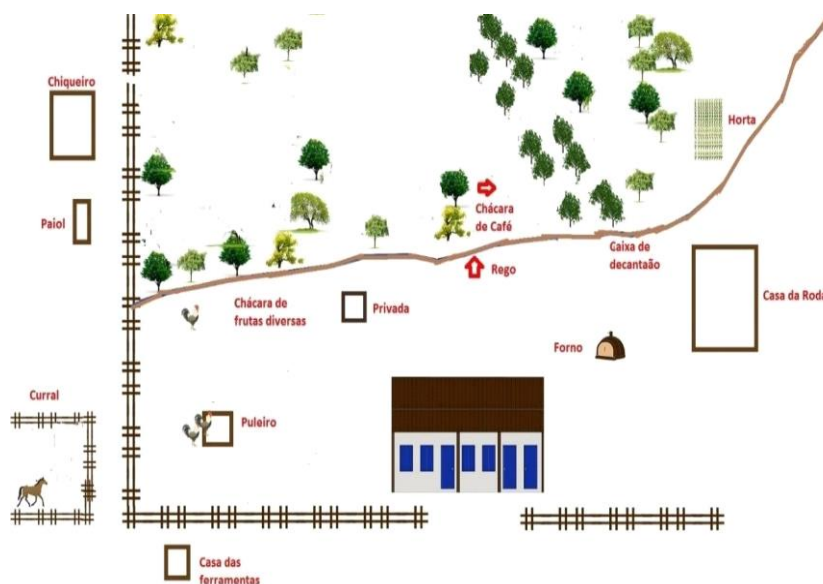 Chiqueiro
Horta
Paiol
Chácara
de Café
Caixa de
decantaão
Rego
Casa da Roda
Chácara de
frutas diversas
Privada
Forno
Curral
Puleiro
Casa das
ferramentas